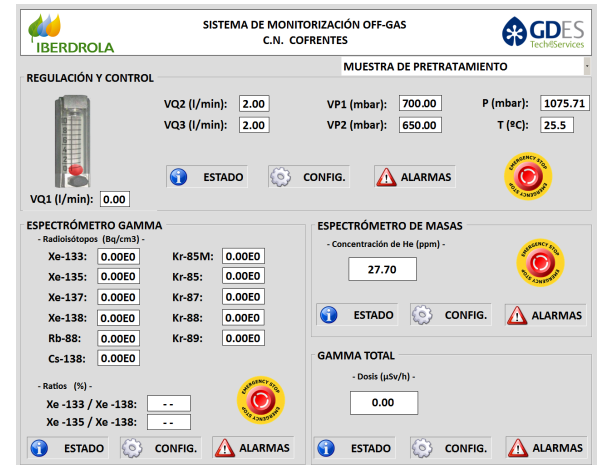 SISTEMA DE MONITORIZACIÓN OFF-GAS
C.N. COFRENTES
IBERDROLA
GDES
Tech&Services
MUESTRA DE PRETRATAMIENTO
REGULACIÓN Y CONTROL
VQ2 (l/min): 2.00 VP1 (mbar): 700.00 P (mbar): 1075.71
VQ3 (l/min): 2.00 VP2 (mbar): 650.00 T (ºC): 25.5
ESTADO CONFIG. ALARMAS
EMERGENCY STOP
EMERGENCY STOP
VQ1 (l/min): 0.00
ESPECTRÓMETRO GAMMA
- Radioisótopos (Bq/cm3) -
Xe-133: 0.00E0 Kr-85M: 0.00E0
Xe-135: 0.00E0 Kr-85: 0.00E0
Xe-137: 0.00E0 Kr-87: 0.00E0
Xe-138: 0.00E0 Kr-88: 0.00E0
Rb-88: 0.00E0 Kr-89: 0.00E0
Cs-138: 0.00E0
- Ratios (%) -
Xe -133 / Xe -138: - -
Xe -135 / Xe -138: - -
EMERGENCY STOP
EMERGENCY STOP
ESTADO CONFIG. ALARMAS
ESPECTRÓMETRO DE MASAS
- Concentración de He (ppm) -
27.70
EMERGENCY STOP
EMERGENCY STOP
ESTADO CONFIG. ALARMAS
GAMMA TOTAL
- Dosis (µSv/h) -
0.00
ESTADO CONFIG. ALARMAS